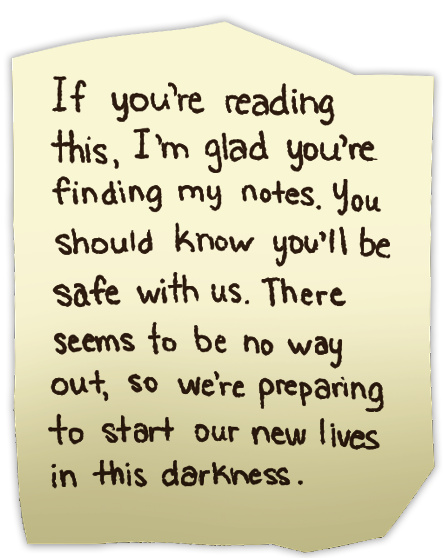 If you're reading
this, I'm glad you're
finding my notes. You
should know you'll be
safe with us. There
seems to be no way
out, so we're preparing
to start our new lives
in this darkness.